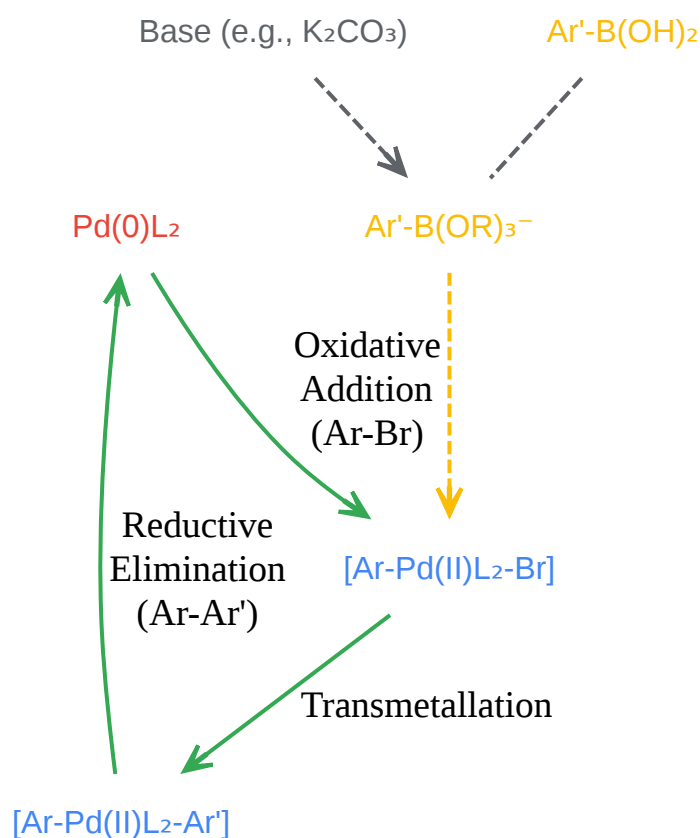 Base (e.g., K₂CO₃)
Ar'-B(OH)₂
Pd(0)L₂
Ar'-B(OR)₃⁻
Oxidative
Addition
(Ar-Br)
Reductive
Elimination
(Ar-Ar')
[Ar-Pd(II)L₂-Br]
Transmetallation
[Ar-Pd(II)L₂-Ar']